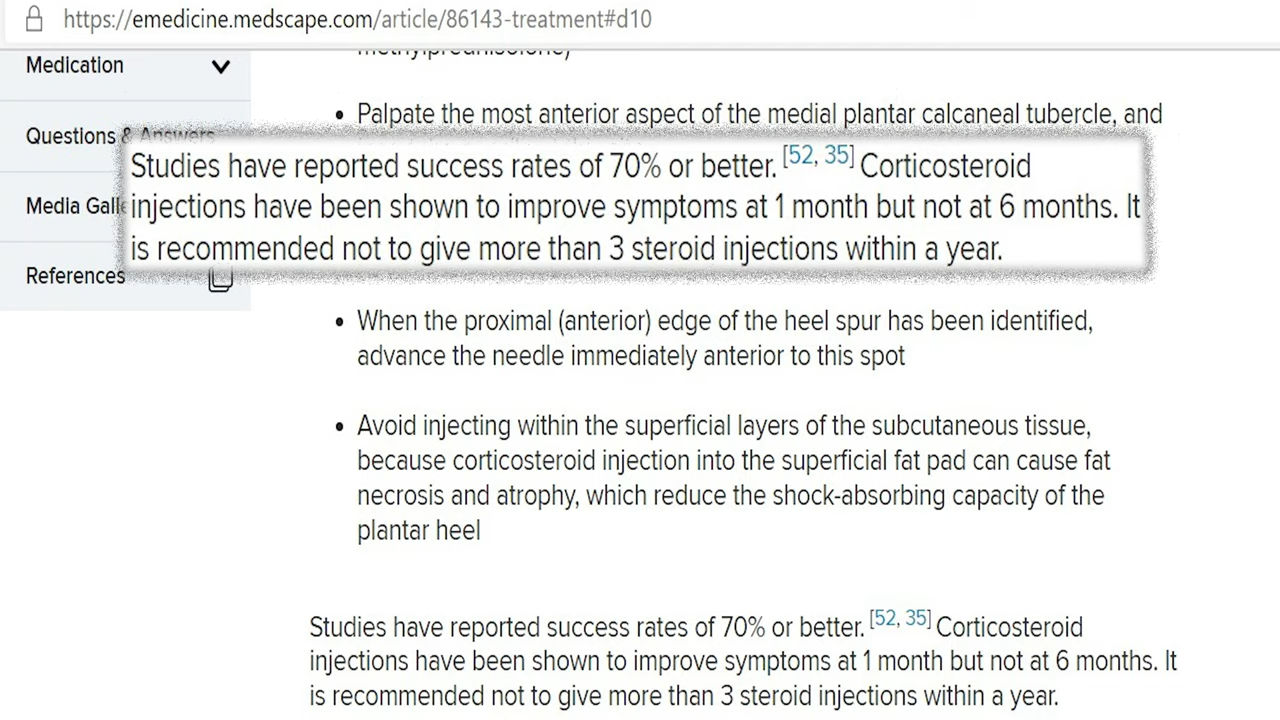 https://emedicine.medscape.com/article/86143-treatment#d10
Medication
Questions & Answers
References
• Palpate the most anterior aspect of the medial plantar calcaneal tubercle, and
Studies have reported success rates of 70% or better. [52, 35] Corticosteroid
injections have been shown to improve symptoms at 1 month but not at 6 months. It
is recommended not to give more than 3 steroid injections within a year.
Media
• When the proximal (anterior) edge of the heel spur has been identified,
advance the needle immediately anterior to this spot
• Avoid injecting within the superficial layers of the subcutaneous tissue,
because corticosteroid injection into the superficial fat pad can cause fat
necrosis and atrophy, which reduce the shock-absorbing capacity of the
plantar heel
Studies have reported success rates of 70% or better. [52, 35] Corticosteroid
injections have been shown to improve symptoms at 1 month but not at 6 months. It
is recommended not to give more than 3 steroid injections within a year.